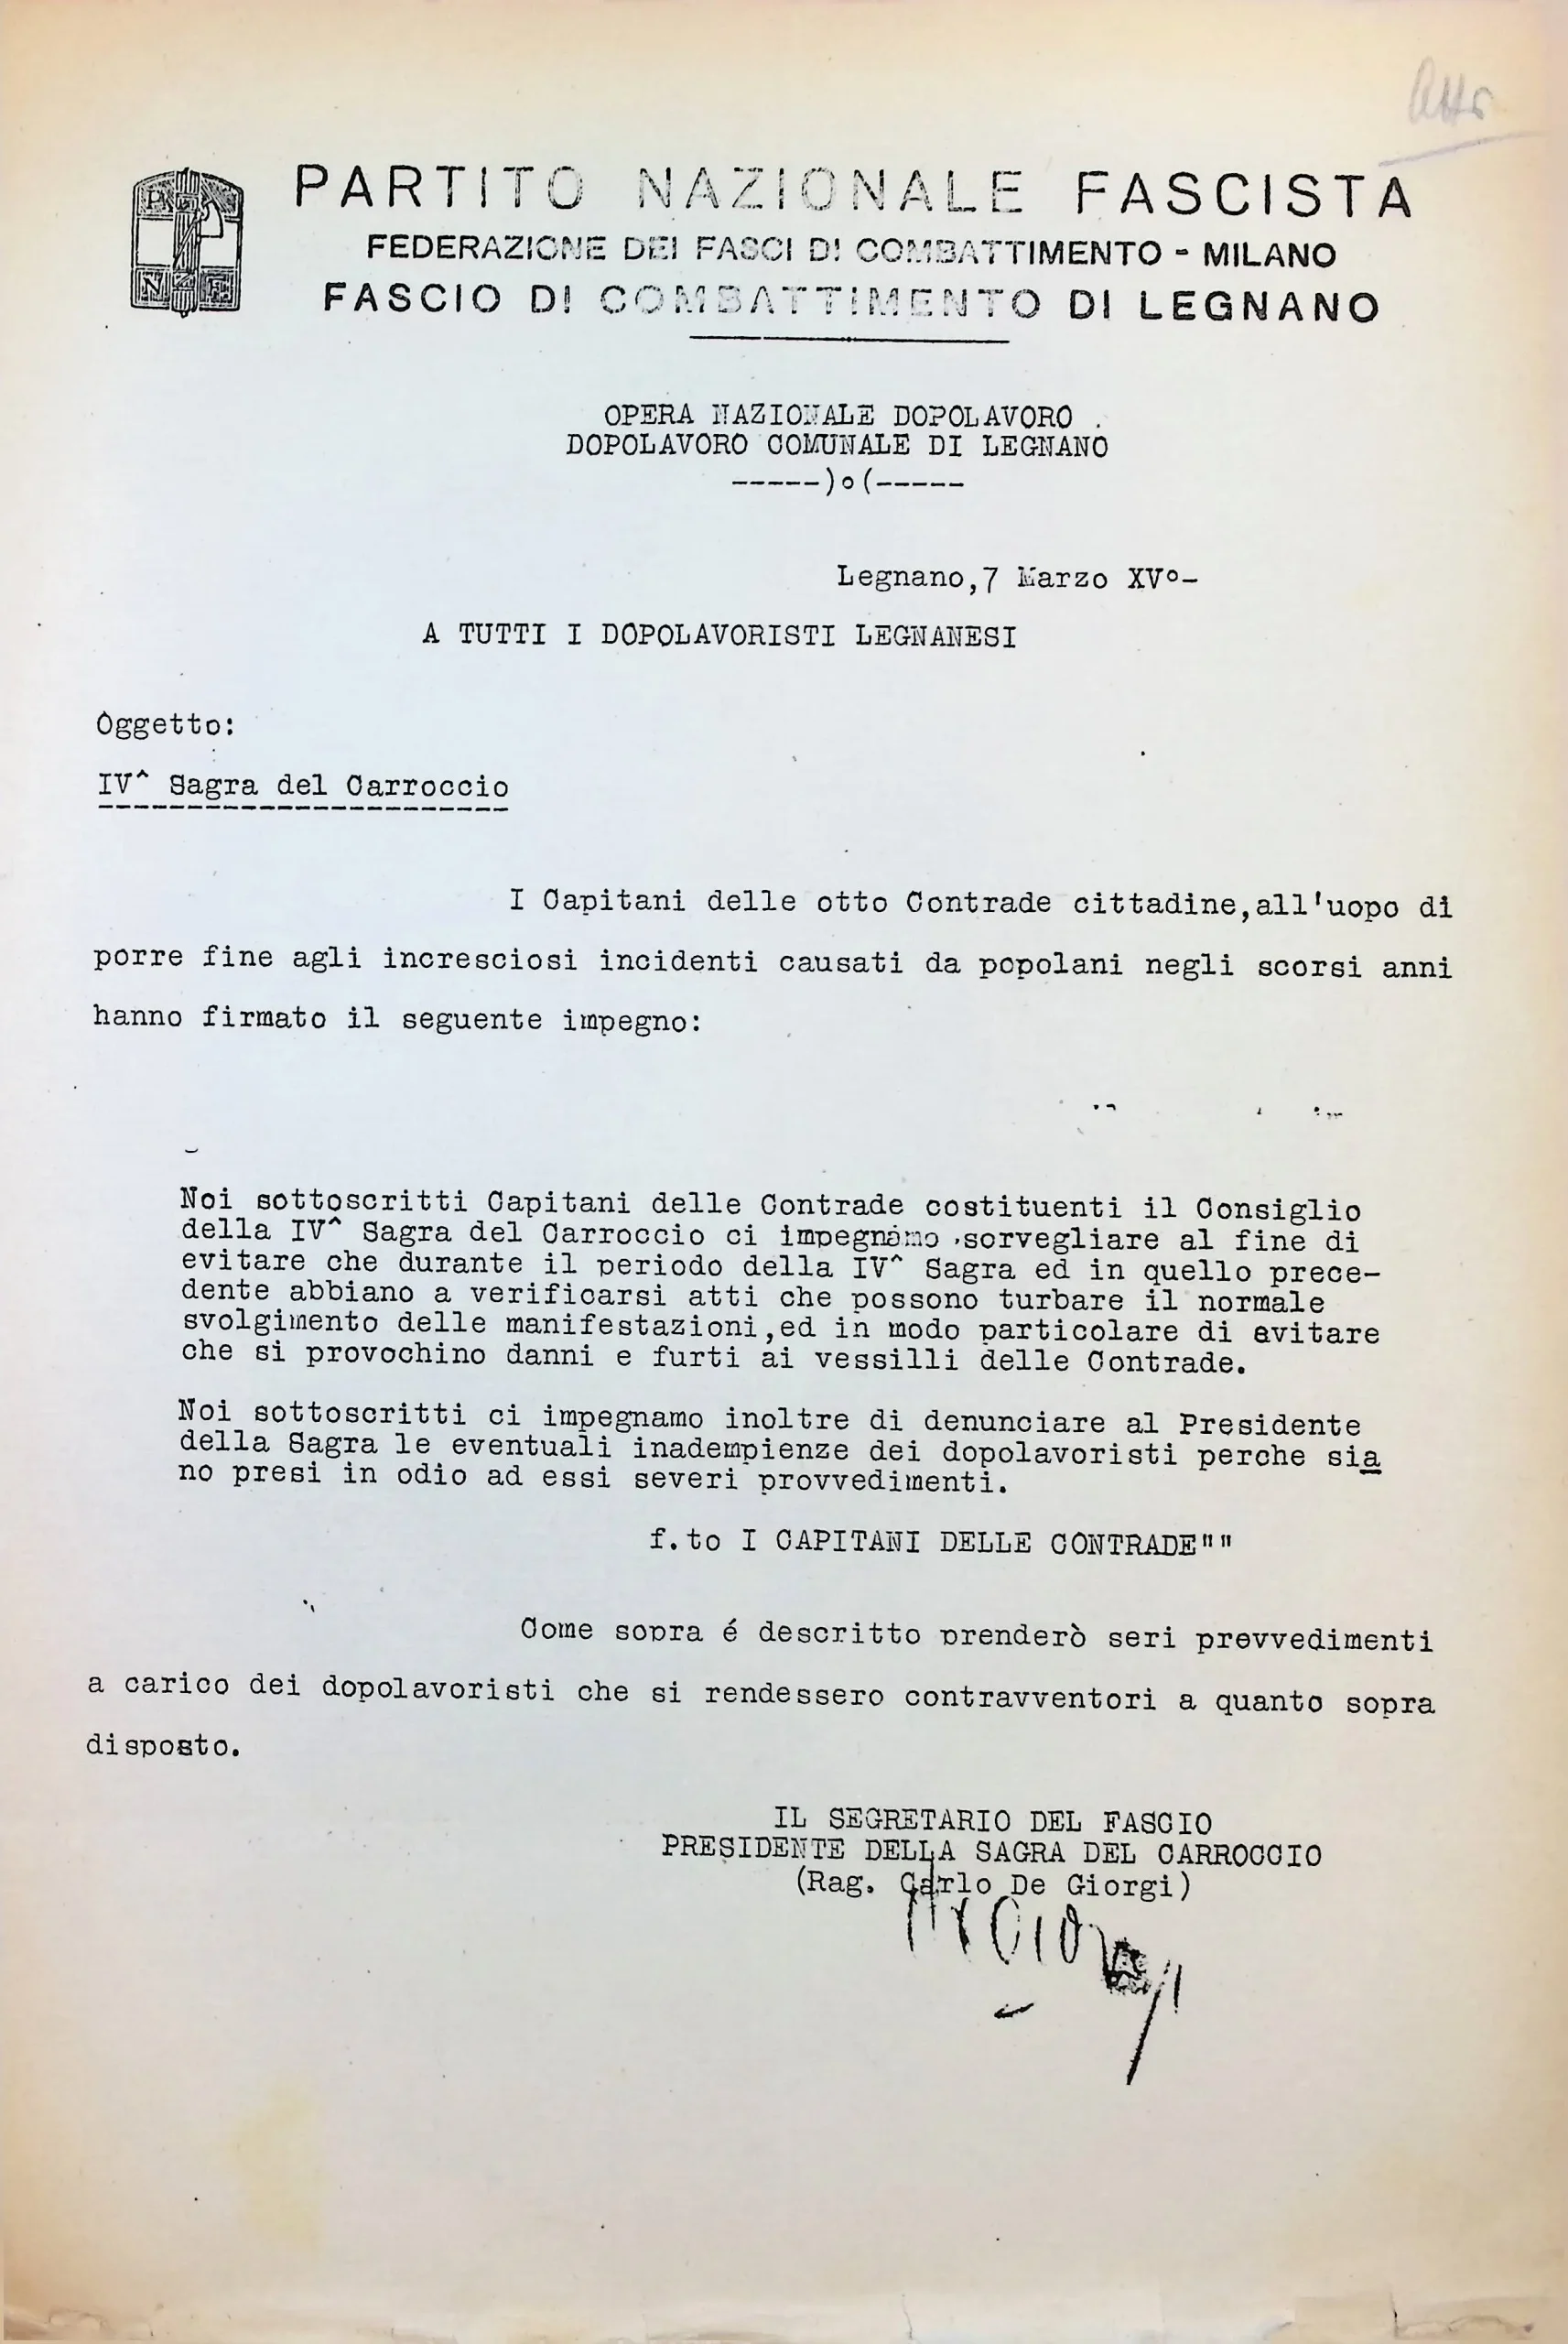 Atti
P.
N. F.
PARTITO NAZIONALE FASCISTA
FEDERAZIONE DEI FASCI DI COMBATTIMENTO - MILANO
FASCIO DI COMBATTIMENTO DI LEGNANO
OPERA NAZIONALE DOPOLAVORO .
DOPOLAVORO COMUNALE DI LEGNANO
-----)o(-----
Legnano,7 Marzo XV°-
A TUTTI I DOPOLAVORISTI LEGNANESI
Oggetto:
IV^ Sagra del Carroccio
I Capitani delle otto Contrade cittadine,all'uopo di
porre fine agli incresciosi incidenti causati da popolani negli scorsi anni
hanno firmato il seguente impegno:
Noi sottoscritti Capitani delle Contrade costituenti il Consiglio
della IV^ Sagra del Carroccio ci impegnamo sorvegliare al fine di
evitare che durante il periodo della IV^ Sagra ed in quello prece-
dente abbiano a verificarsi atti che possono turbare il normale
svolgimento delle manifestazioni,ed in modo particolare di evitare
che si provochino danni e furti ai vessilli delle Contrade.
Noi sottoscritti ci impegnamo inoltre di denunciare al Presidente
della Sagra le eventuali inadempienze dei dopolavoristi perche sia
no presi in odio ad essi severi provvedimenti.
f.to I CAPITANI DELLE CONTRADE""
Come sopra é descritto prenderò seri provvedimenti
a carico dei dopolavoristi che si rendessero contravventori a quanto sopra
disposto.
IL SEGRETARIO DEL FASCIO
PRESIDENTE DELLA SAGRA DEL CARROCCIO
(Rag. Carlo De Giorgi)